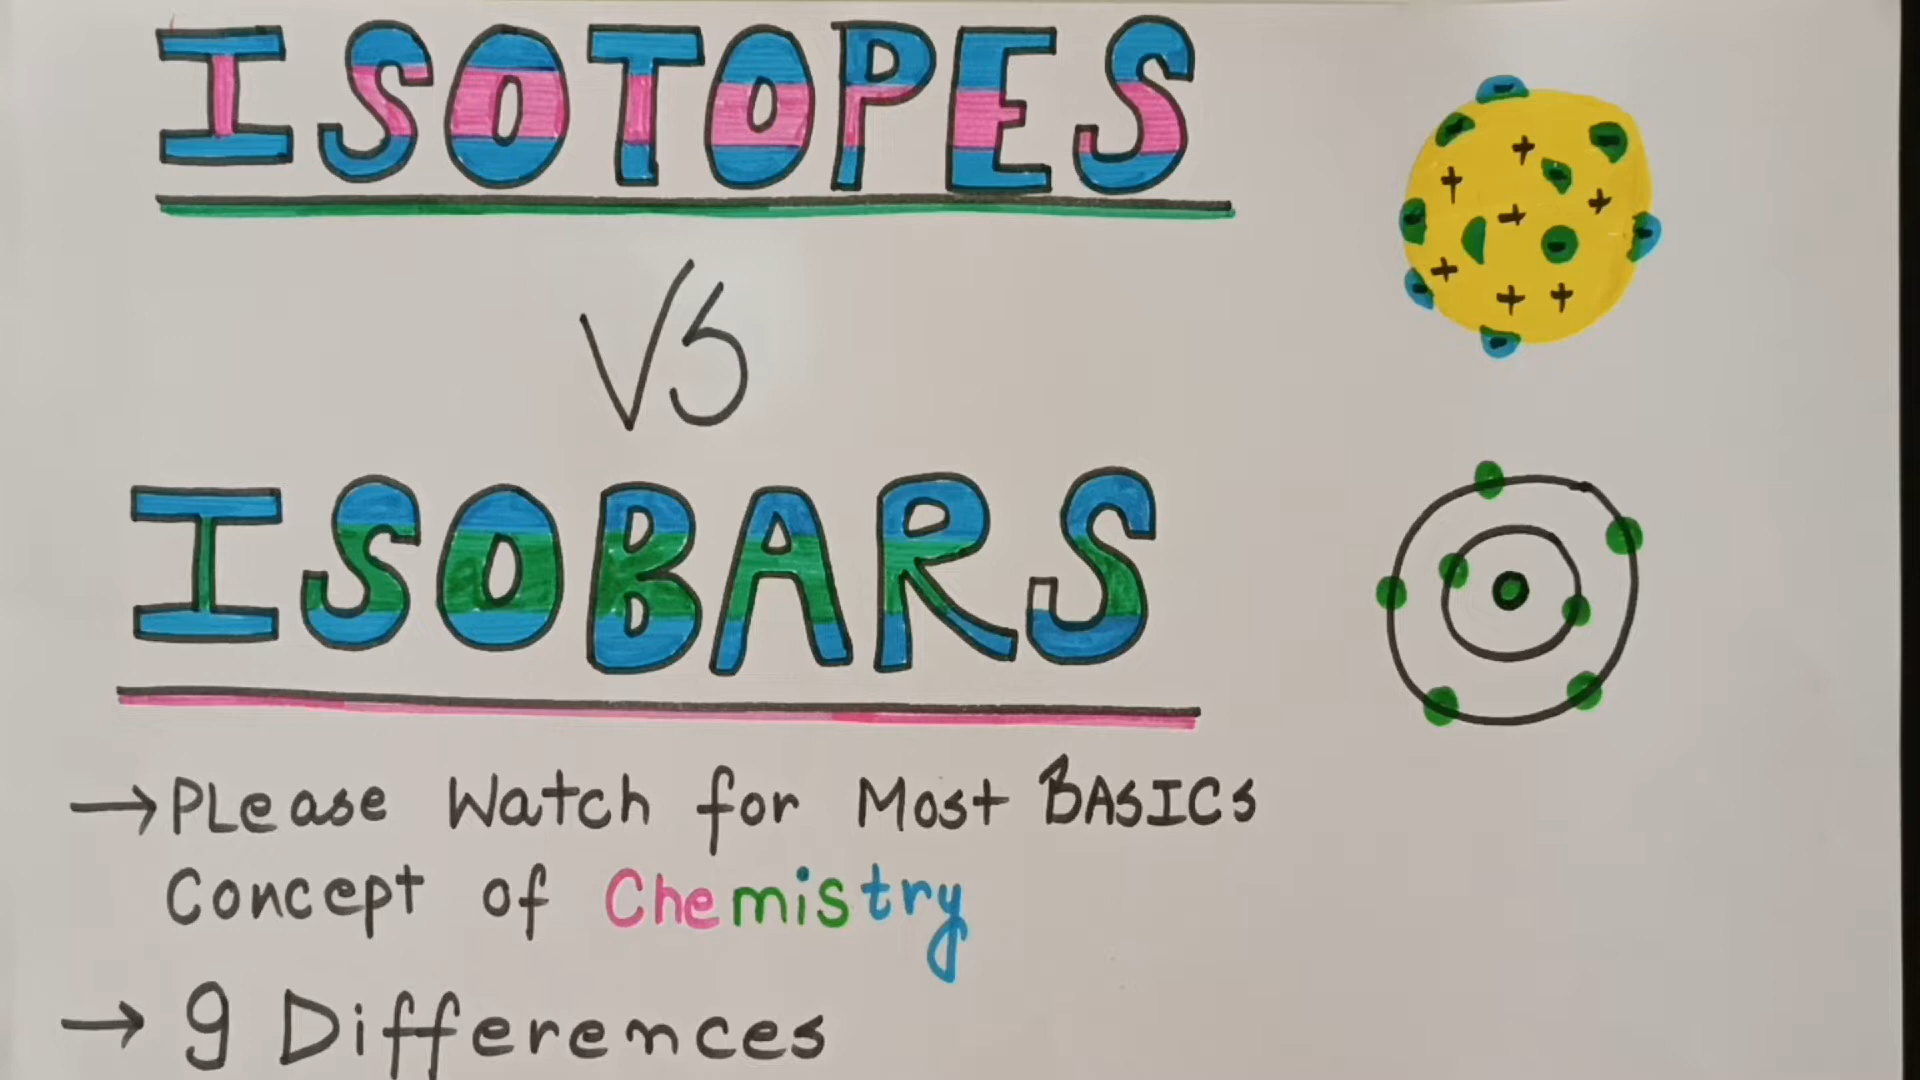 ISOTOPES
VS
ISOBARS
→ PLease Watch for Most BASICS
Concept of Chemistry
→ 9 Differences